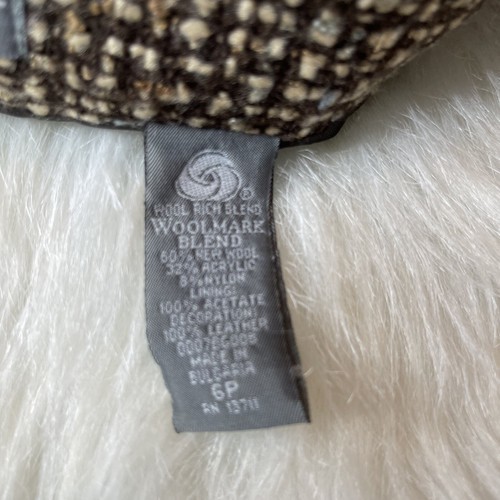 ®
WOOL RICH BLEND
WOOLMARK
BLEND
60% NEW WOOL
32% ACRYLIC
8% NYLON
LINING:
100% ACETATE
DECORATION:
100% LEATHER
MADE IN
BULGARIA
6P
RN 13711